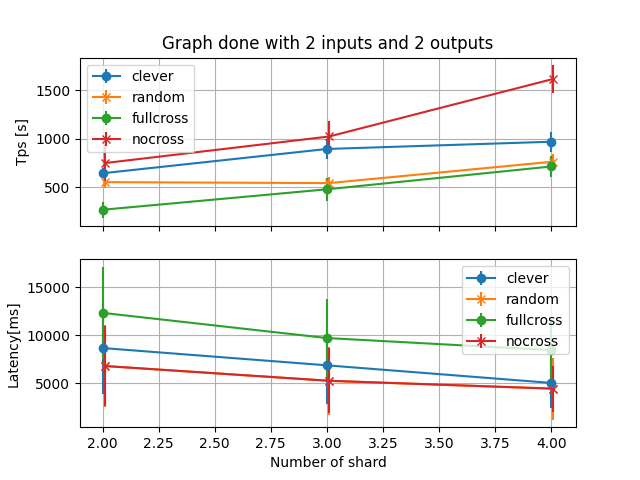 Graph done with 2 inputs and 2 outputs
Tps [s]
1500
1000
500
clever
random
fullcross
nocross
Latency[ms]
15000
10000
5000
clever
random
fullcross
nocross
2.00 2.25 2.50 2.75 3.00 3.25 3.50 3.75 4.00
Number of shard